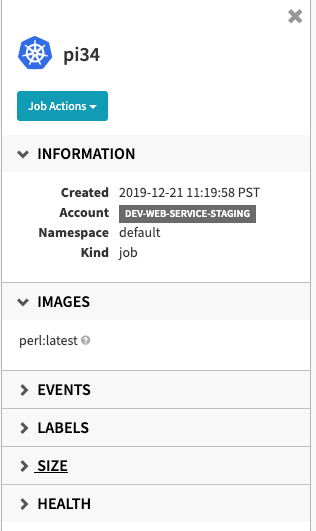 pi34
Job Actions
INFORMATION
Created 2019-12-21 11:19:58 PST
Account DEV-WEB-SERVICE-STAGING
Namespace default
Kind job
IMAGES
perl:latest ?
EVENTS
LABELS
SIZE
HEALTH